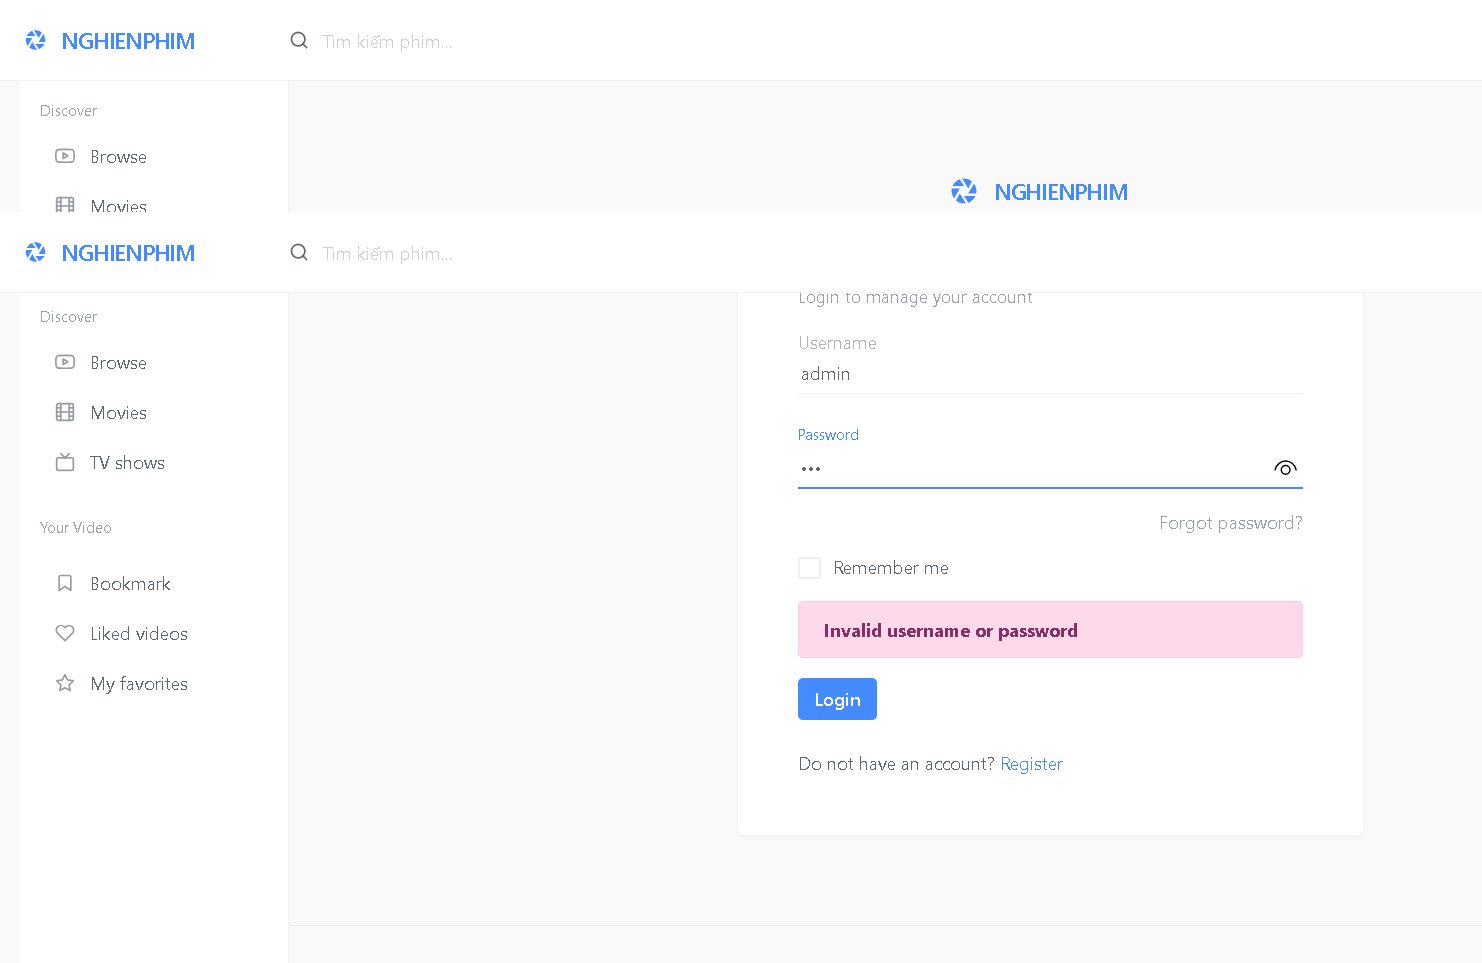 NGHIENPHIM
Tìm kiếm phim...
Discover
Browse
Movies
NGHIENPHIM
NGHIENPHIM
Tìm kiếm phim...
Discover
Browse
Movies
TV shows
Your Video
Bookmark
Liked videos
My favorites
Login to manage your account
Username
admin
Password
Forgot password?
Remember me
Invalid username or password
Login
Do not have an account? Register